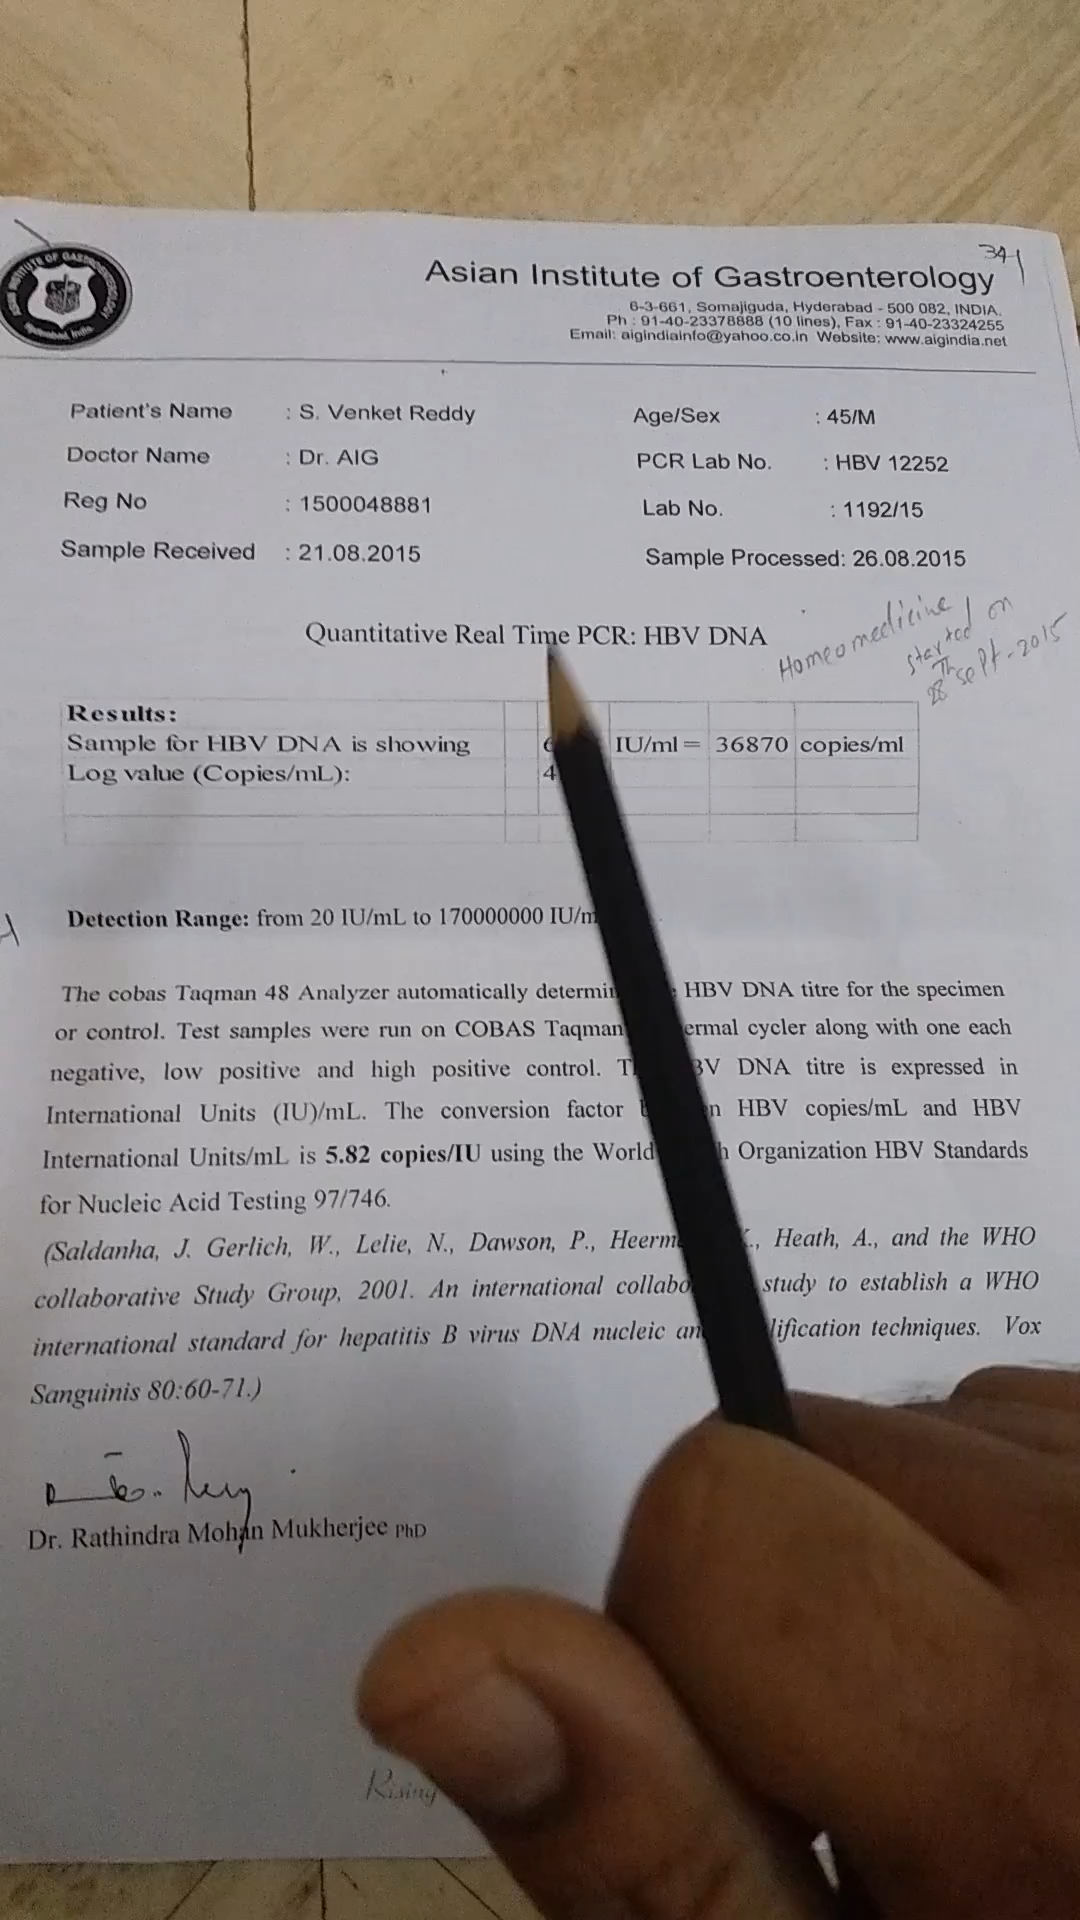 341
Asian Institute of Gastroenterology
6-3-661, Somajiguda, Hyderabad - 500 082, INDIA.
Ph : 91-40-23378888 (10 lines), Fax : 91-40-23324255
Email: aigindiainfo@yahoo.co.in Website: www.aigindia.net
Patient's Name : S. Venket Reddy Age/Sex : 45/M
Doctor Name : Dr. AIG PCR Lab No. : HBV 12252
Reg No : 1500048881 Lab No. : 1192/15
Sample Received : 21.08.2015 Sample Processed: 26.08.2015
Quantitative Real Time PCR: HBV DNA
Homeomedicine
started on
28th Sept-2015
Results:
Sample for HBV DNA is showing 6 IU/ml = 36870 copies/ml
Log value (Copies/mL): 4
Detection Range: from 20 IU/mL to 170000000 IU/m
The cobas Taqman 48 Analyzer automatically HBV DNA titre for the specimen
or control. Test samples were run on COBAS Taqman cycler along with one each
negative, low positive and high positive control. DNA titre is expressed in
International Units (IU)/mL. The conversion factor HBV copies/mL and HBV
International Units/mL is 5.82 copies/IU using the World Organization HBV Standards
for Nucleic Acid Testing 97/746.
(Saldanha, J. Gerlich, W., Lelie, N., Dawson, P., Heath, A., and the WHO
collaborative Study Group, 2001. An international study to establish a WHO
international standard for hepatitis B virus DNA nucleic techniques. Vox
Sanguinis 80:60-71.)
Dr. Rathindra Mohan Mukherjee PhD
Rising